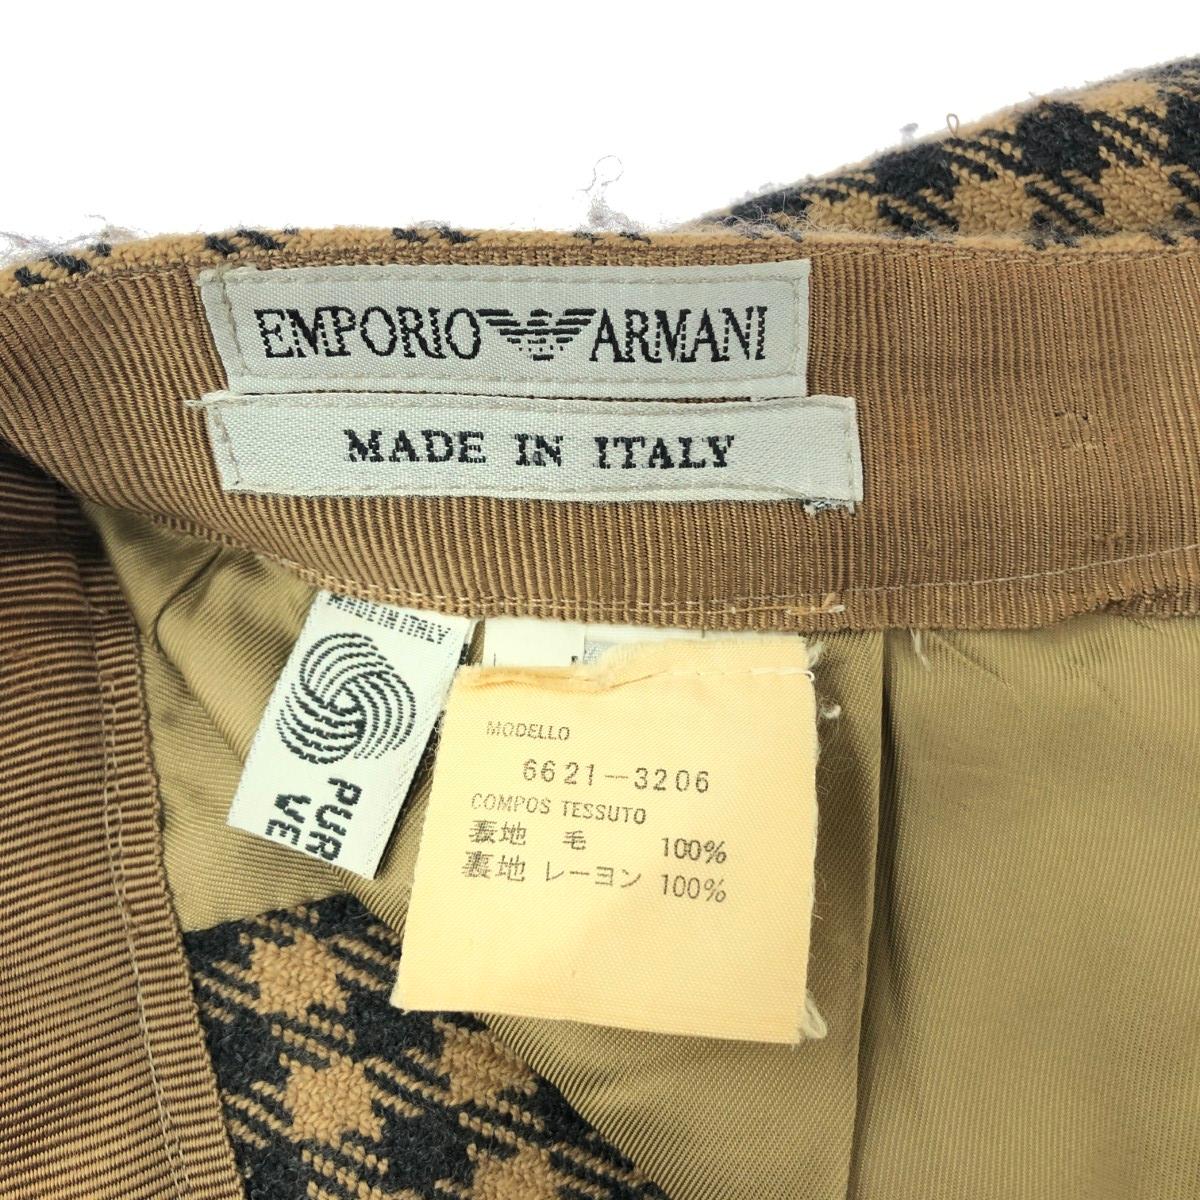 EMPORIO ARMANI
MADE IN ITALY
MADE IN ITALY
PUR
VE
MODELLO
6621-3206
COMPOS TESSUTO
表地 毛 100%
裏地 レーヨン 100%